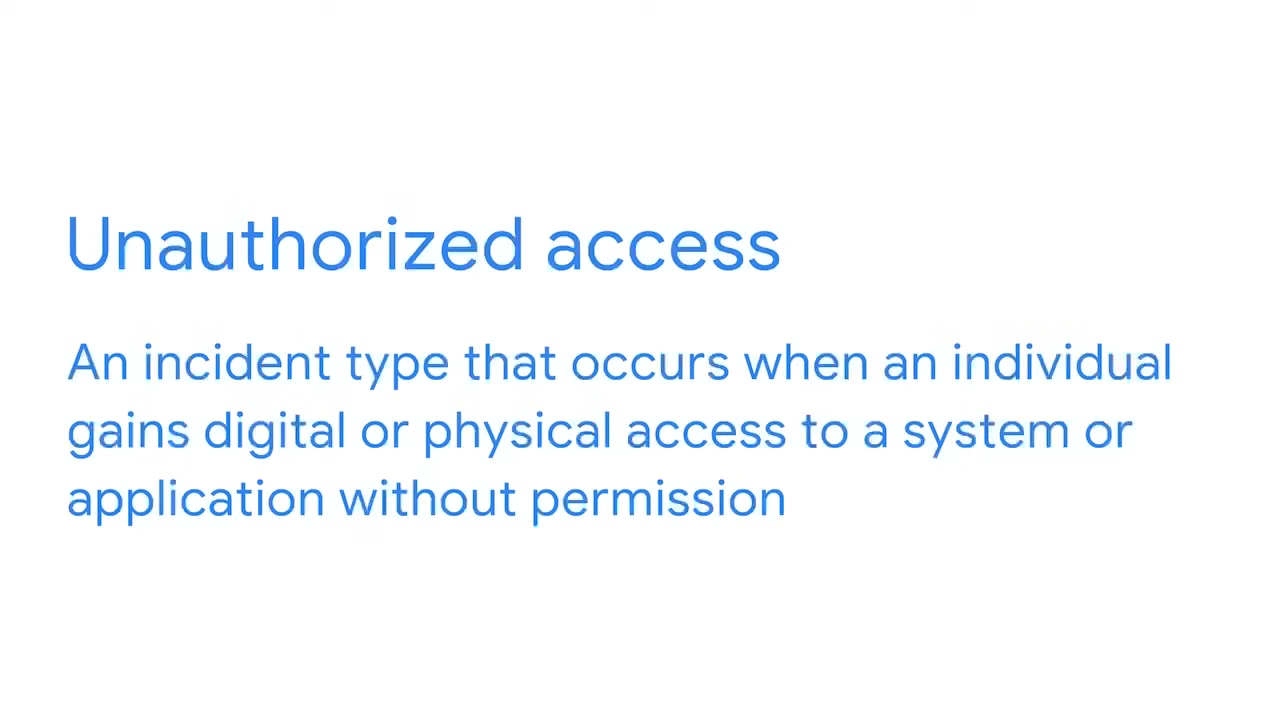 Unauthorized access
An incident type that occurs when an individual
gains digital or physical access to a system or
application without permission